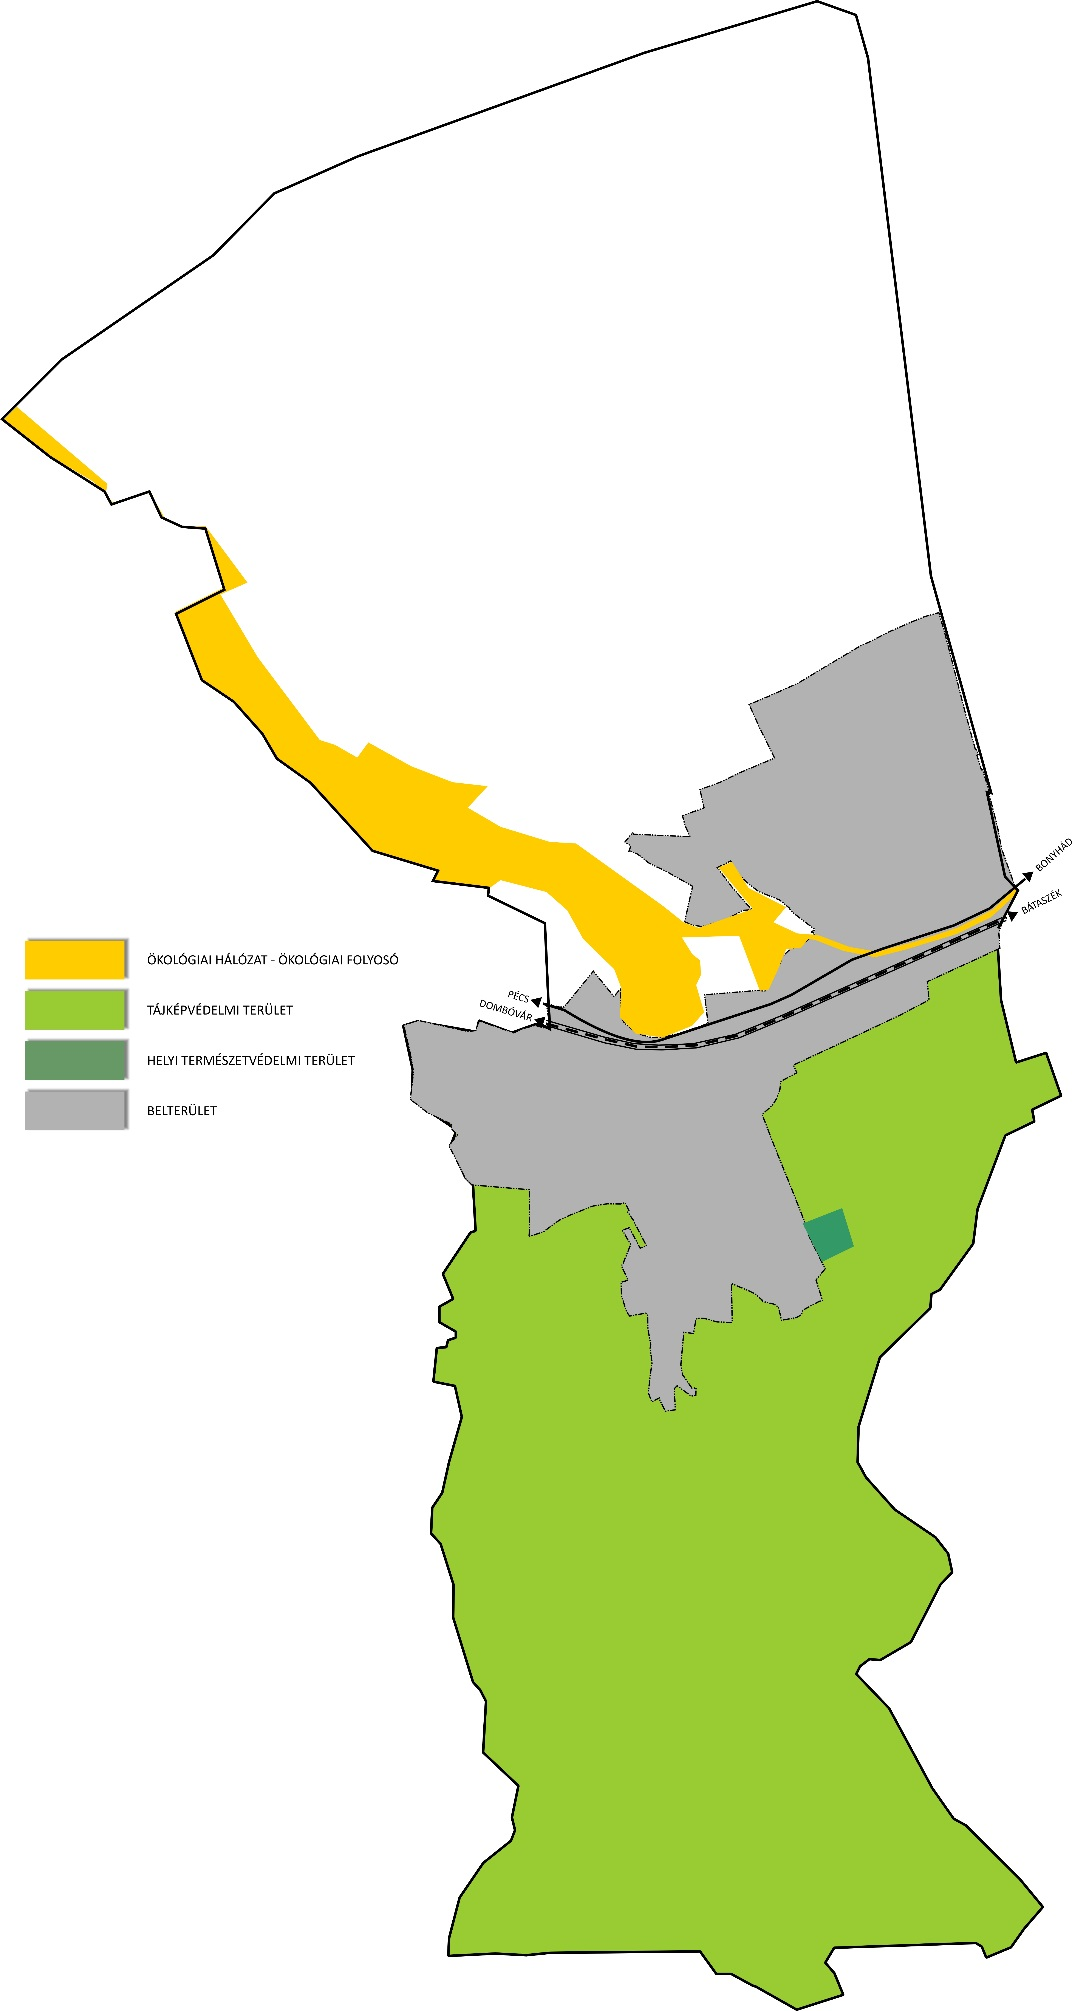 BONYHÁD
BÁTASZÉK
PÉCS
DOMBÓVÁR
ÖKOLÓGIAI HÁLÓZAT - ÖKOLÓGIAI FOLYOSÓ
TÁJKÉPVÉDELMI TERÜLET
HELYI TERMÉSZETVÉDELMI TERÜLET
BELTERÜLET